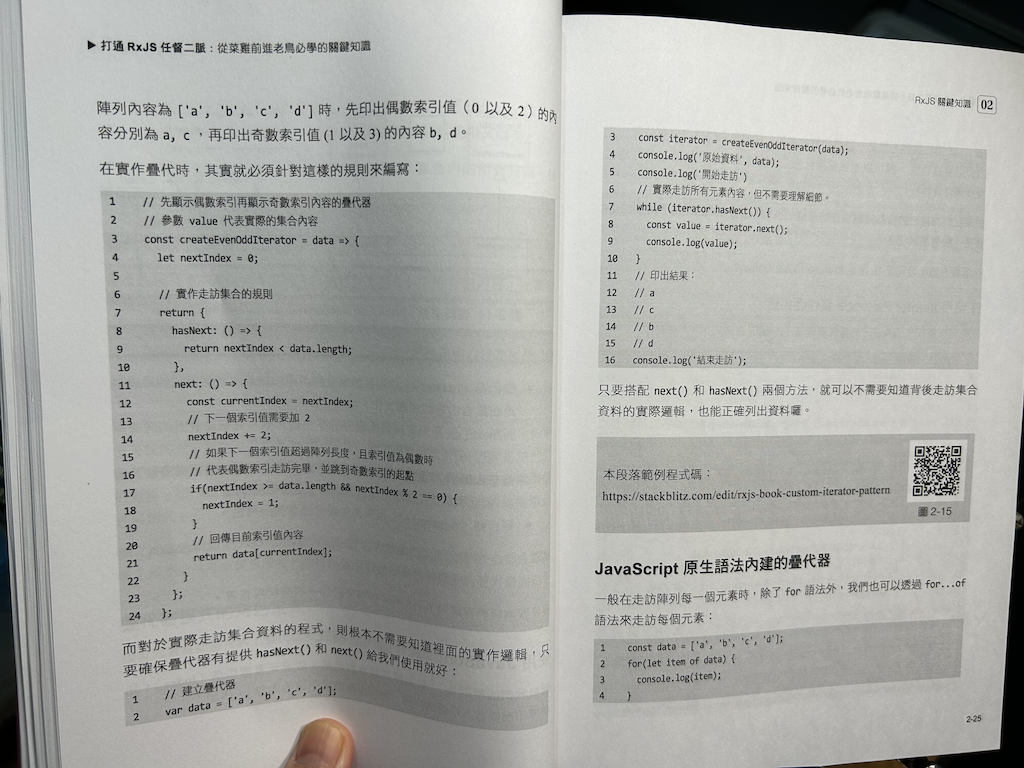 ▶ 打通 RxJS 任督二脈：從菜雞前進老鳥必學的關鍵知識
陣列內容為 ['a', 'b', 'c', 'd'] 時，先印出偶數索引值（0 以及 2）的內
容分別為 a, c ，再印出奇數索引值 (1 以及 3) 的內容 b, d。
在實作疊代時，其實就必須針對這樣的規則來編寫：
1 // 先顯示偶數索引再顯示奇數索引內容的疊代器
2 // 參數 value 代表實際的集合內容
3 const createEvenOddIterator = data => {
4 let nextIndex = 0;
5
6 // 實作走訪集合的規則
7 return {
8 hasNext: () => {
9 return nextIndex < data.length;
10 },
11 next: () => {
12 const currentIndex = nextIndex;
13 // 下一個索引值需要加 2
14 nextIndex += 2;
15 // 如果下一個索引值超過陣列長度，且索引值為偶數時
16 // 代表偶數索引走訪完畢，並跳到奇數索引的起點
17 if(nextIndex >= data.length && nextIndex % 2 == 0) {
18 nextIndex = 1;
19 }
20 // 回傳目前索引值內容
21 return data[currentIndex];
22 }
23 };
24 };
而對於實際走訪集合資料的程式，則根本不需要知道裡面的實作邏輯，只
要確保疊代器有提供 hasNext() 和 next() 給我們使用就好：
1 // 建立疊代器
2 var data = ['a', 'b', 'c', 'd'];
RxJS 關鍵知識 02
3 const iterator = createEvenOddIterator(data);
4 console.log('原始資料', data);
5 console.log('開始走訪')
6 // 實際走訪所有元素內容，但不需要理解細節。
7 while (iterator.hasNext()) {
8 const value = iterator.next();
9 console.log(value);
10 }
11 // 印出結果：
12 // a
13 // c
14 // b
15 // d
16 console.log('結束走訪');
只要搭配 next() 和 hasNext() 兩個方法，就可以不需要知道背後走訪集合
資料的實際邏輯，也能正確列出資料囉。
本段落範例程式碼：
https://stackblitz.com/edit/rxjs-book-custom-iterator-pattern
圖 2-15
JavaScript 原生語法內建的疊代器
一般在走訪陣列每一個元素時，除了 for 語法外，我們也可以透過 for...of
語法來走訪每個元素：
1 const data = ['a', 'b', 'c', 'd'];
2 for(let item of data) {
3 console.log(item);
4 }
2-25